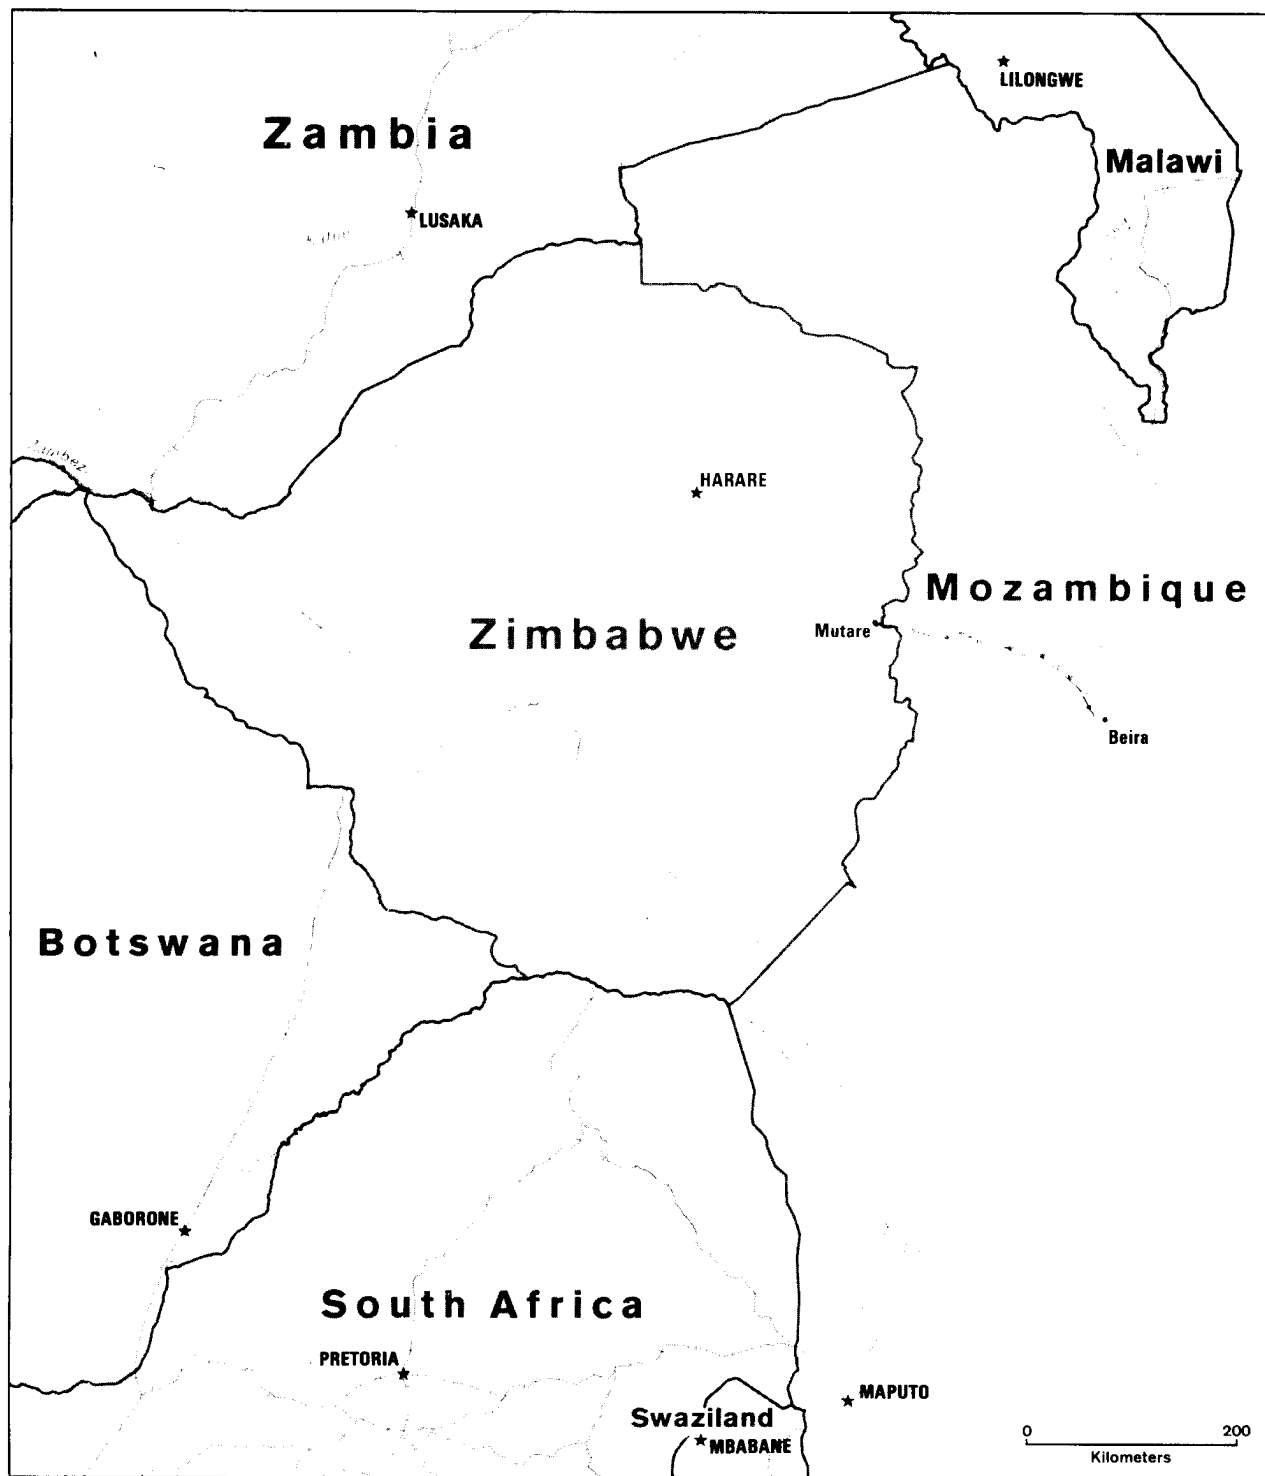 LILONGWE
Zambia
Malawi
LUSAKA
Zambez
HARARE
Mozambique
Zimbabwe
Mutare
Beira
Botswana
GABORONE
South Africa
PRETORIA
MAPUTO
Swaziland
MBABANE
0 200
Kilometers